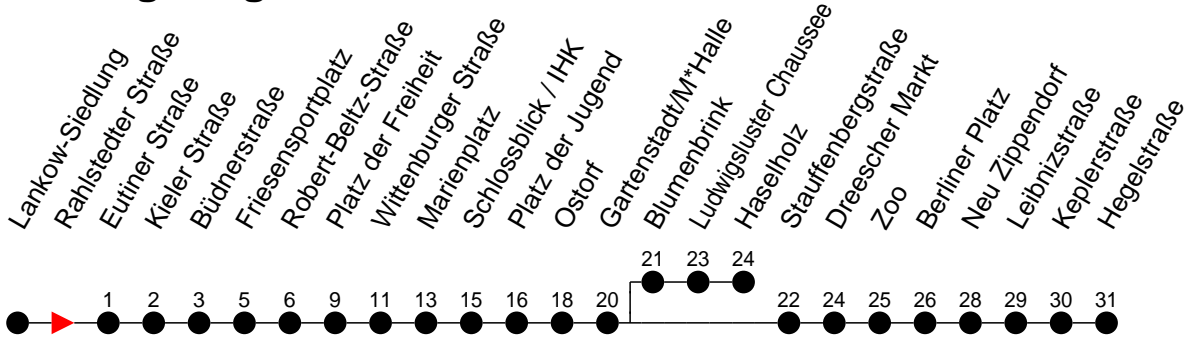 Lankow-Siedlung
Rahlstedter Straße
Eutiner Straße
Kieler Straße
Büdnerstraße
Friesensportplatz
Robert-Beltz-Straße
Platz der Freiheit
Wittenburger Straße
Marienplatz
Schlossblick / IHK
Platz der Jugend
Ostorf
Gartenstadt/M*Halle
Blumenbrink
Ludwigsluster Chaussee
Haselholz
Stauffenbergstraße
Dreescher Markt
Zoo
Berliner Platz
Neu Zippendorf
Leibnizstraße
Keplerstraße
Hegelstraße
21 23 24
1 2 3 5 6 9 11 13 15 16 18 20 22 24 25 26 28 29 30 31